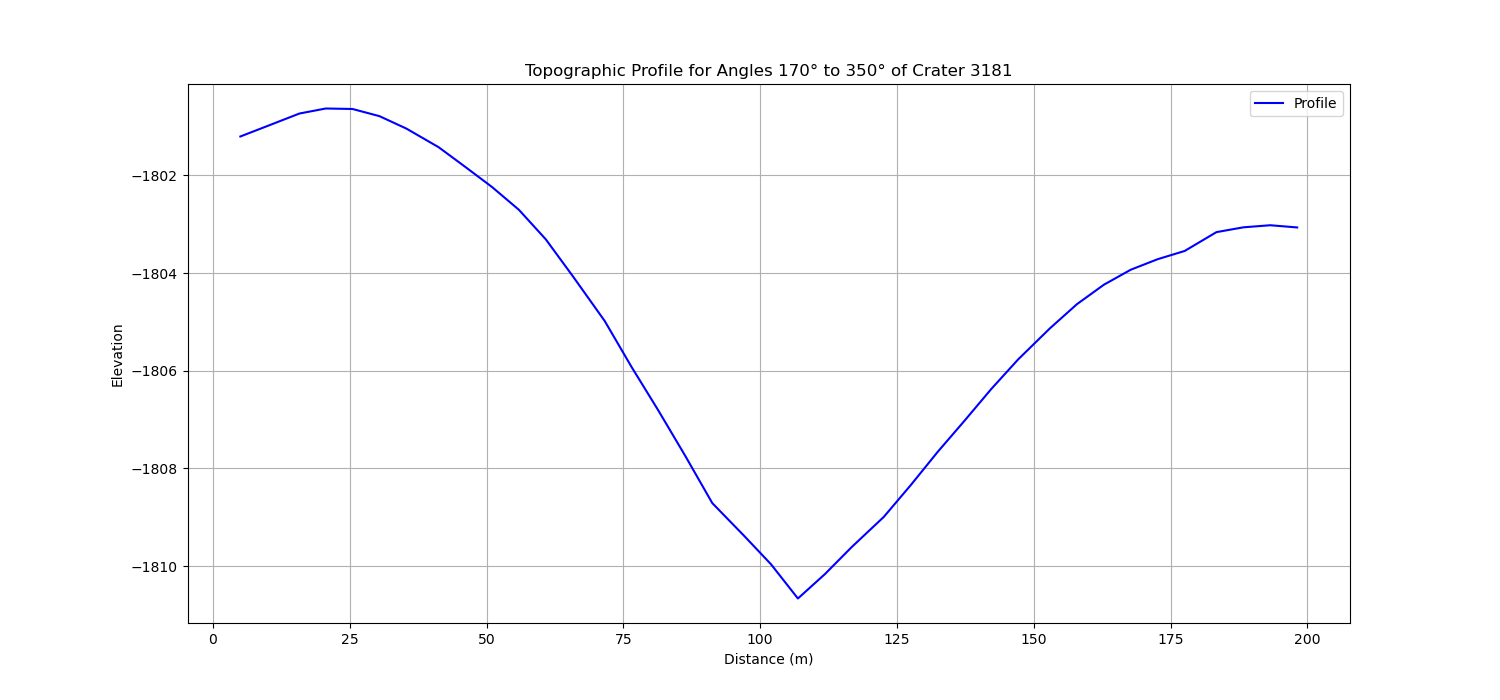 Topographic Profile for Angles 170° to 350° of Crater 3181
Profile
−1802
−1804
−1806
−1808
−1810
Elevation
0 25 50 75 100 125 150 175 200
Distance (m)